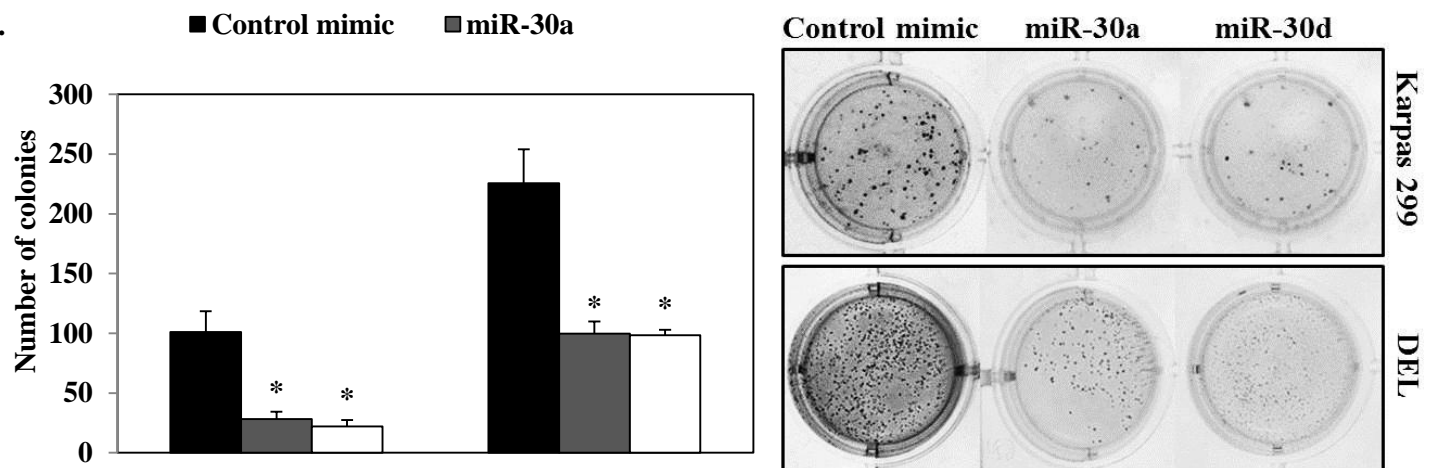 .
Control mimic miR-30a
Number of colonies
300
250
200
150
100
50
0
* *
* *
Control mimic miR-30a miR-30d
Karpas 299
DEL